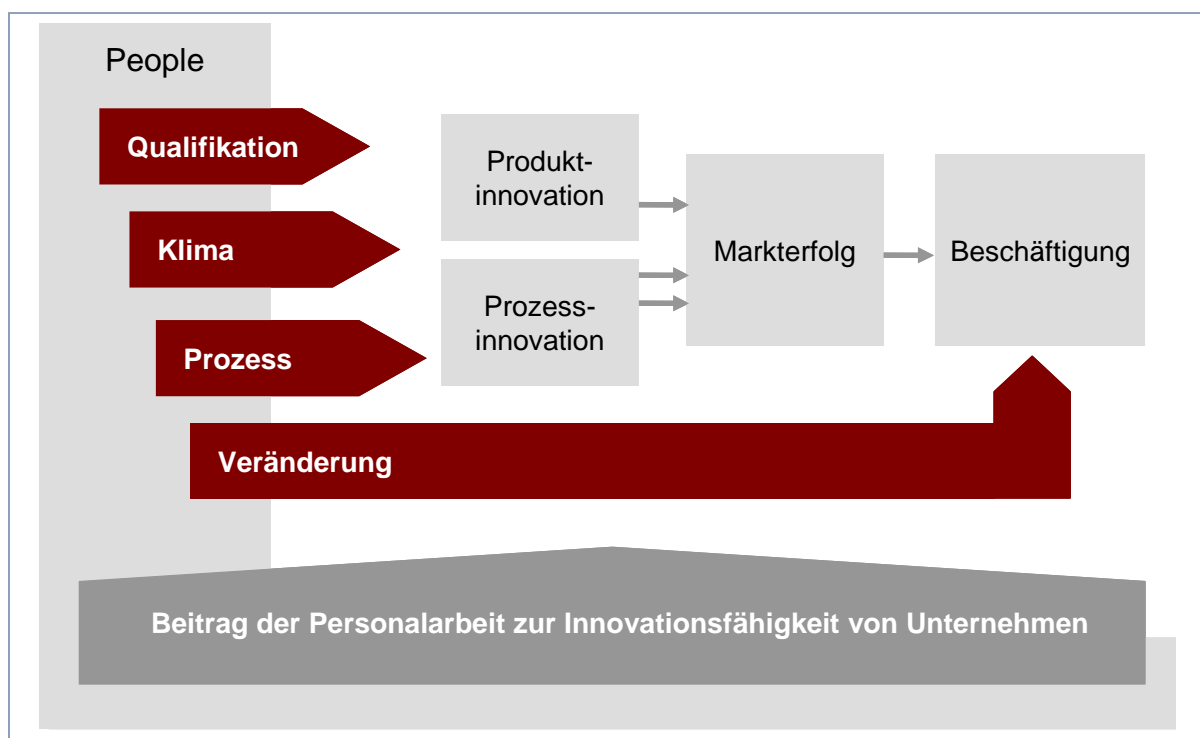 People
Qualifikation
Klima
Prozess
Veränderung
Produkt-
innovation
Prozess-
innovation
Markterfolg
Beschäftigung
Beitrag der Personalarbeit zur Innovationsfähigkeit von Unternehmen